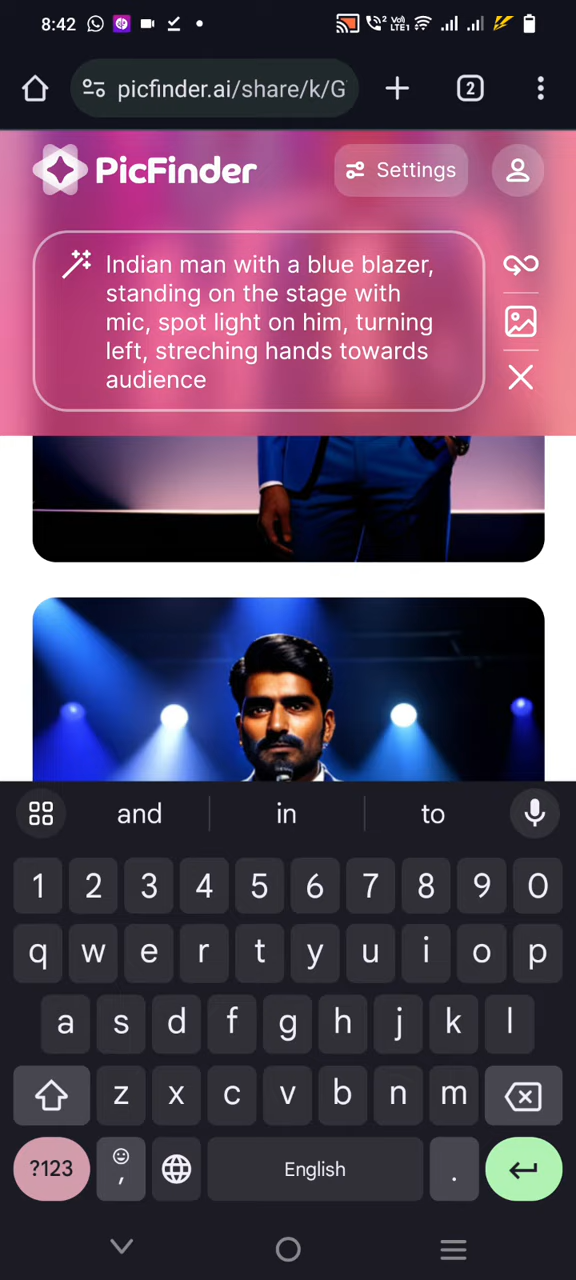 8:42
Vo)) LTE1
picfinder.ai/share/k/G
2
PicFinder
Settings
Indian man with a blue blazer,
standing on the stage with
mic, spot light on him, turning
left, streching hands towards
audience
and in to
1 2 3 4 5 6 7 8 9 0
q w e r t y u i o p
a s d f g h j k l
z x c v b n m
?123 , English .